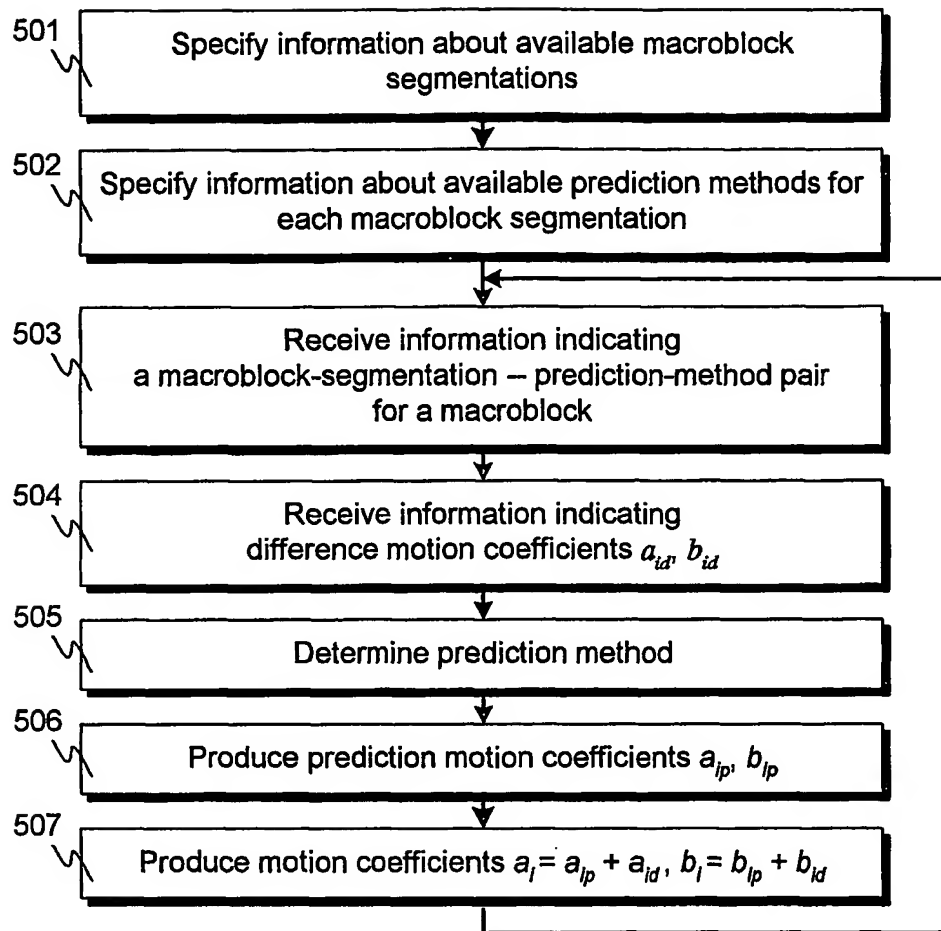 501
Specify information about available macroblock
segmentations
502
Specify information about available prediction methods for
each macroblock segmentation
503
Receive information indicating
a macroblock-segmentation – prediction-method pair
for a macroblock
504
Receive information indicating
difference motion coefficients a_id, b_id
505
Determine prediction method
506
Produce prediction motion coefficients a_ip, b_ip
507
Produce motion coefficients a_i = a_ip + a_id, b_i = b_ip + b_id